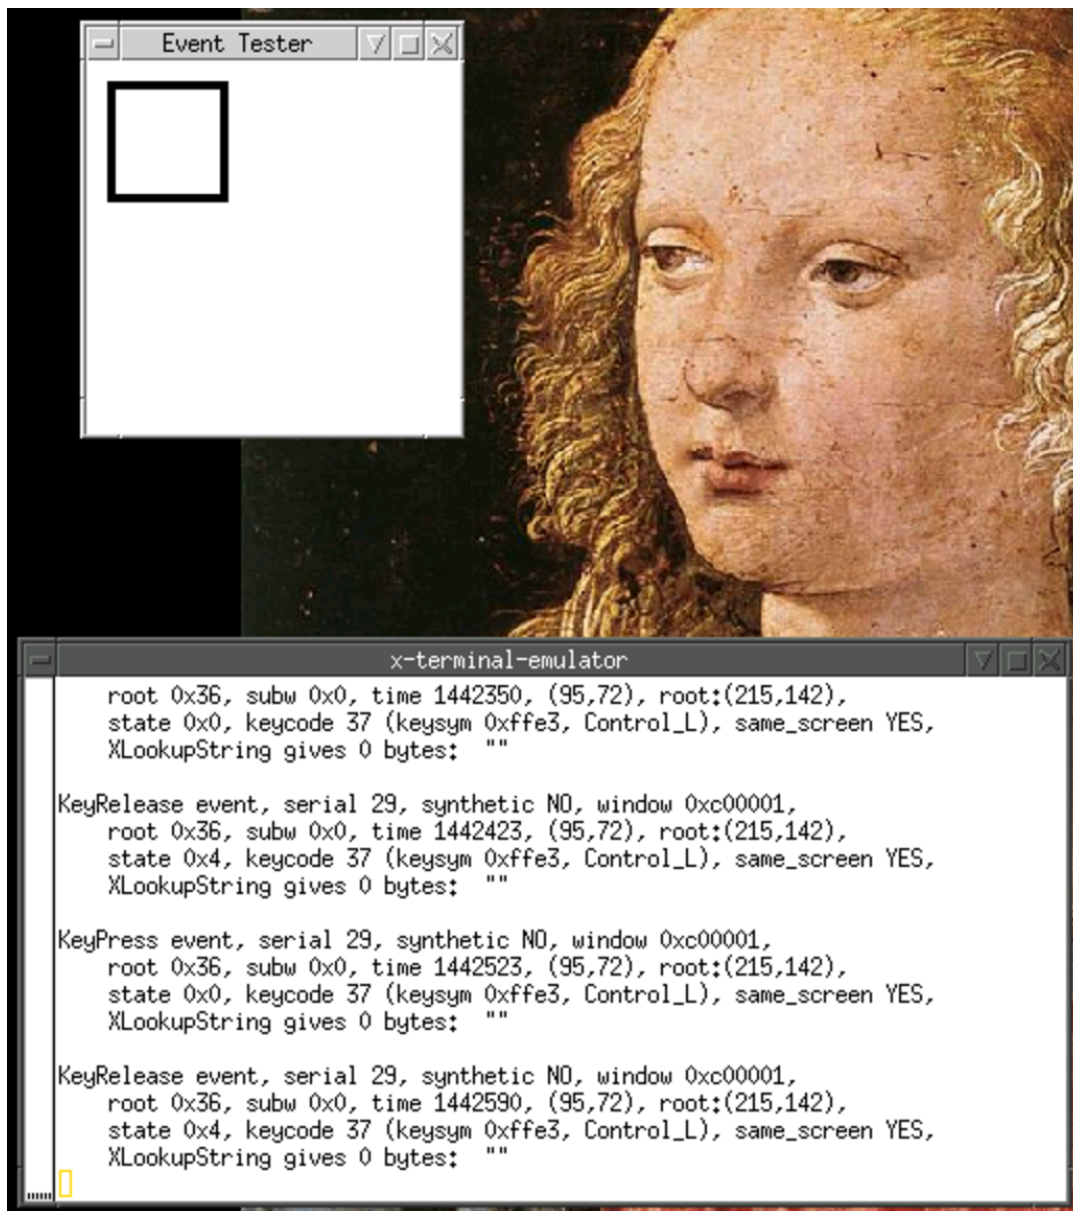 Event Tester
x-terminal-emulator
root 0x36, subw 0x0, time 1442350, (95,72), root:(215,142),
state 0x0, keycode 37 (keysym 0xffe3, Control_L), same_screen YES,
XLookupString gives 0 bytes:  ""
KeyRelease event, serial 29, synthetic NO, window 0xc00001,
root 0x36, subw 0x0, time 1442423, (95,72), root:(215,142),
state 0x4, keycode 37 (keysym 0xffe3, Control_L), same_screen YES,
XLookupString gives 0 bytes:  ""
KeyPress event, serial 29, synthetic NO, window 0xc00001,
root 0x36, subw 0x0, time 1442523, (95,72), root:(215,142),
state 0x0, keycode 37 (keysym 0xffe3, Control_L), same_screen YES,
XLookupString gives 0 bytes:  ""
KeyRelease event, serial 29, synthetic NO, window 0xc00001,
root 0x36, subw 0x0, time 1442590, (95,72), root:(215,142),
state 0x4, keycode 37 (keysym 0xffe3, Control_L), same_screen YES,
XLookupString gives 0 bytes:  ""